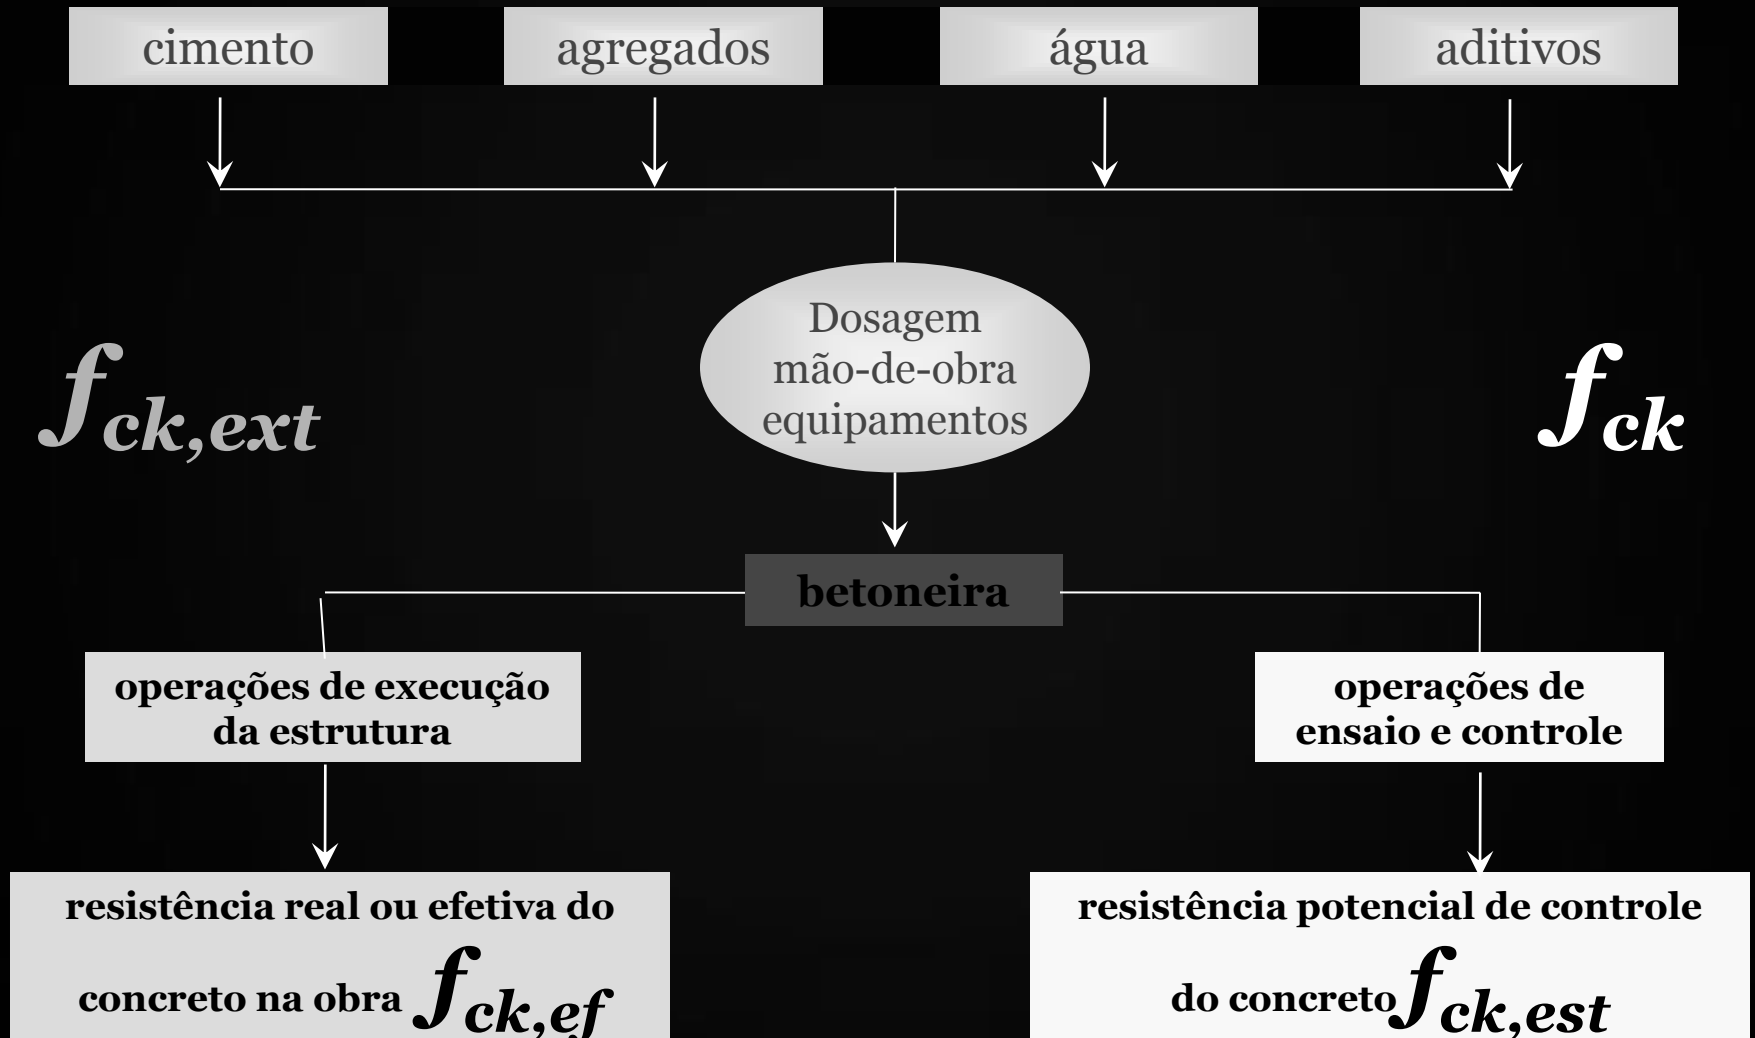 cimento
agregados
água
aditivos
Dosagem
mão-de-obra
equipamentos
fck,ext
fck
betoneira
operações de execução
da estrutura
operações de
ensaio e controle
resistência real ou efetiva do
concreto na obra fck,ef
resistência potencial de controle
do concreto fck,est